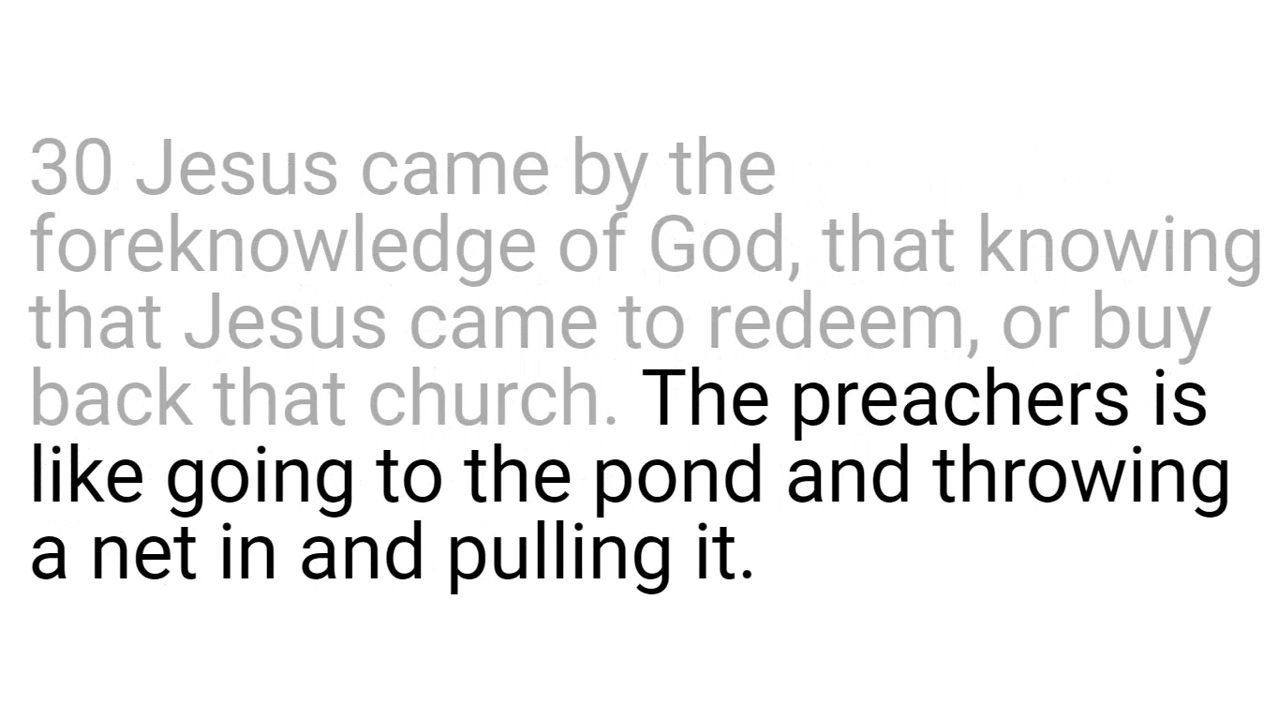 30 Jesus came by the
foreknowledge of God, that knowing
that Jesus came to redeem, or buy
back that church. The preachers is
like going to the pond and throwing
a net in and pulling it.